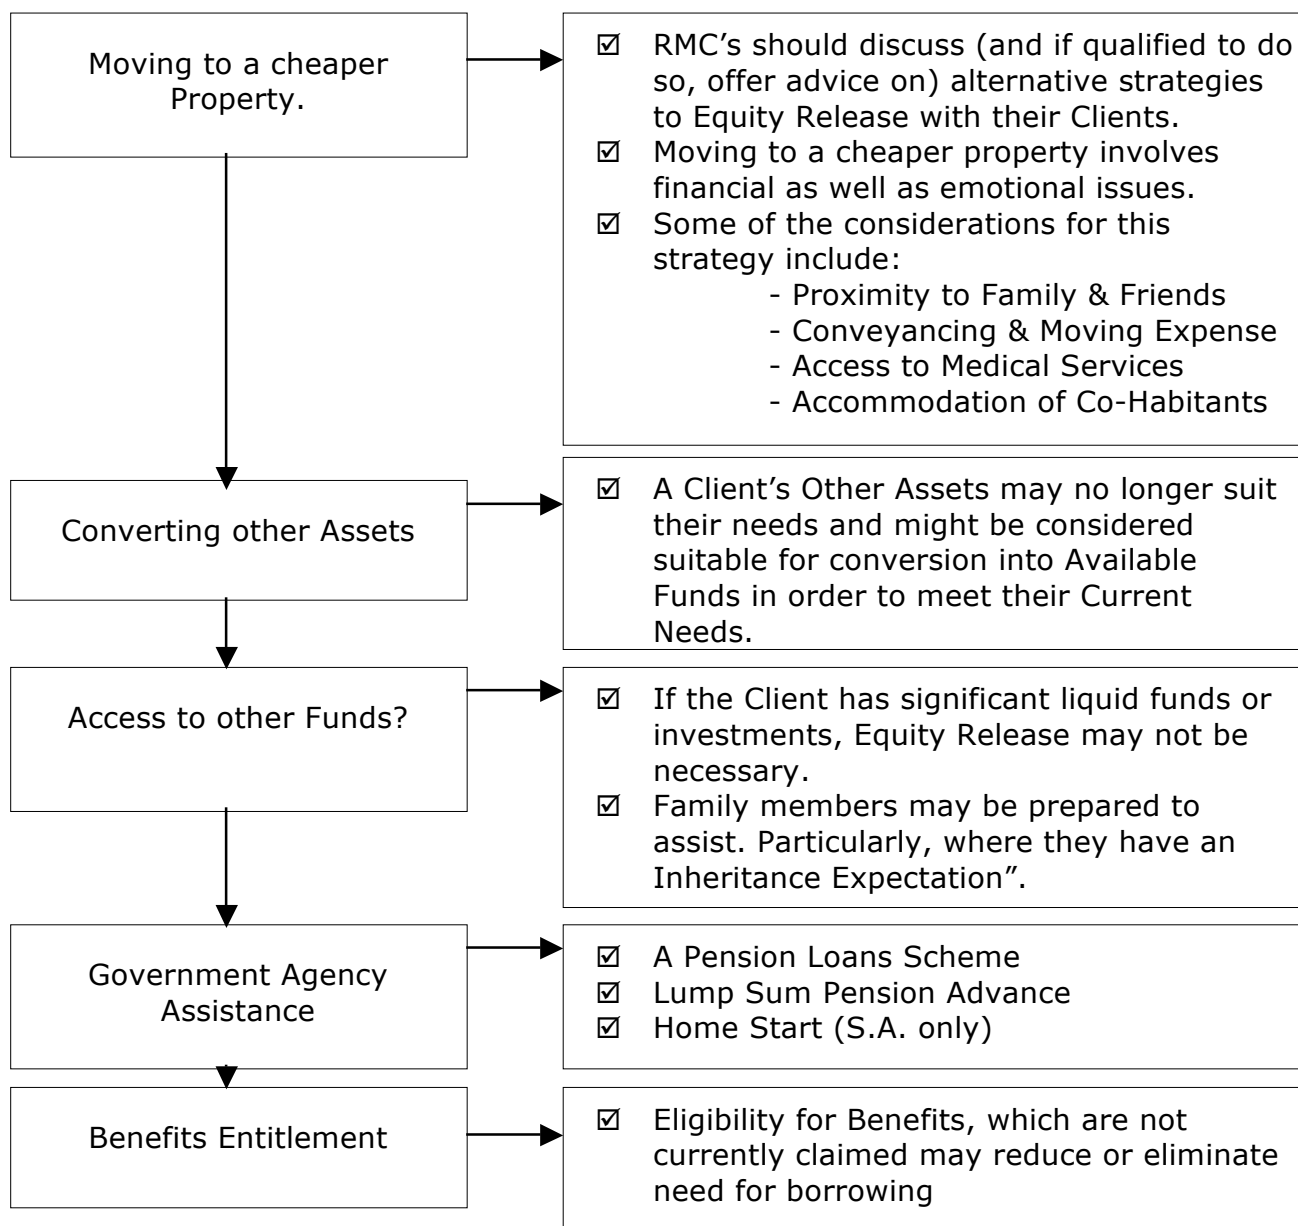 Moving to a cheaper
Property.
☑ RMC’s should discuss (and if qualified to do
so, offer advice on) alternative strategies
to Equity Release with their Clients.
☑ Moving to a cheaper property involves
financial as well as emotional issues.
☑ Some of the considerations for this
strategy include:
- Proximity to Family & Friends
- Conveyancing & Moving Expense
- Access to Medical Services
- Accommodation of Co-Habitants
Converting other Assets
☑ A Client’s Other Assets may no longer suit
their needs and might be considered
suitable for conversion into Available
Funds in order to meet their Current
Needs.
Access to other Funds?
☑ If the Client has significant liquid funds or
investments, Equity Release may not be
necessary.
☑ Family members may be prepared to
assist. Particularly, where they have an
Inheritance Expectation”.
Government Agency
Assistance
☑ A Pension Loans Scheme
☑ Lump Sum Pension Advance
☑ Home Start (S.A. only)
Benefits Entitlement
☑ Eligibility for Benefits, which are not
currently claimed may reduce or eliminate
need for borrowing